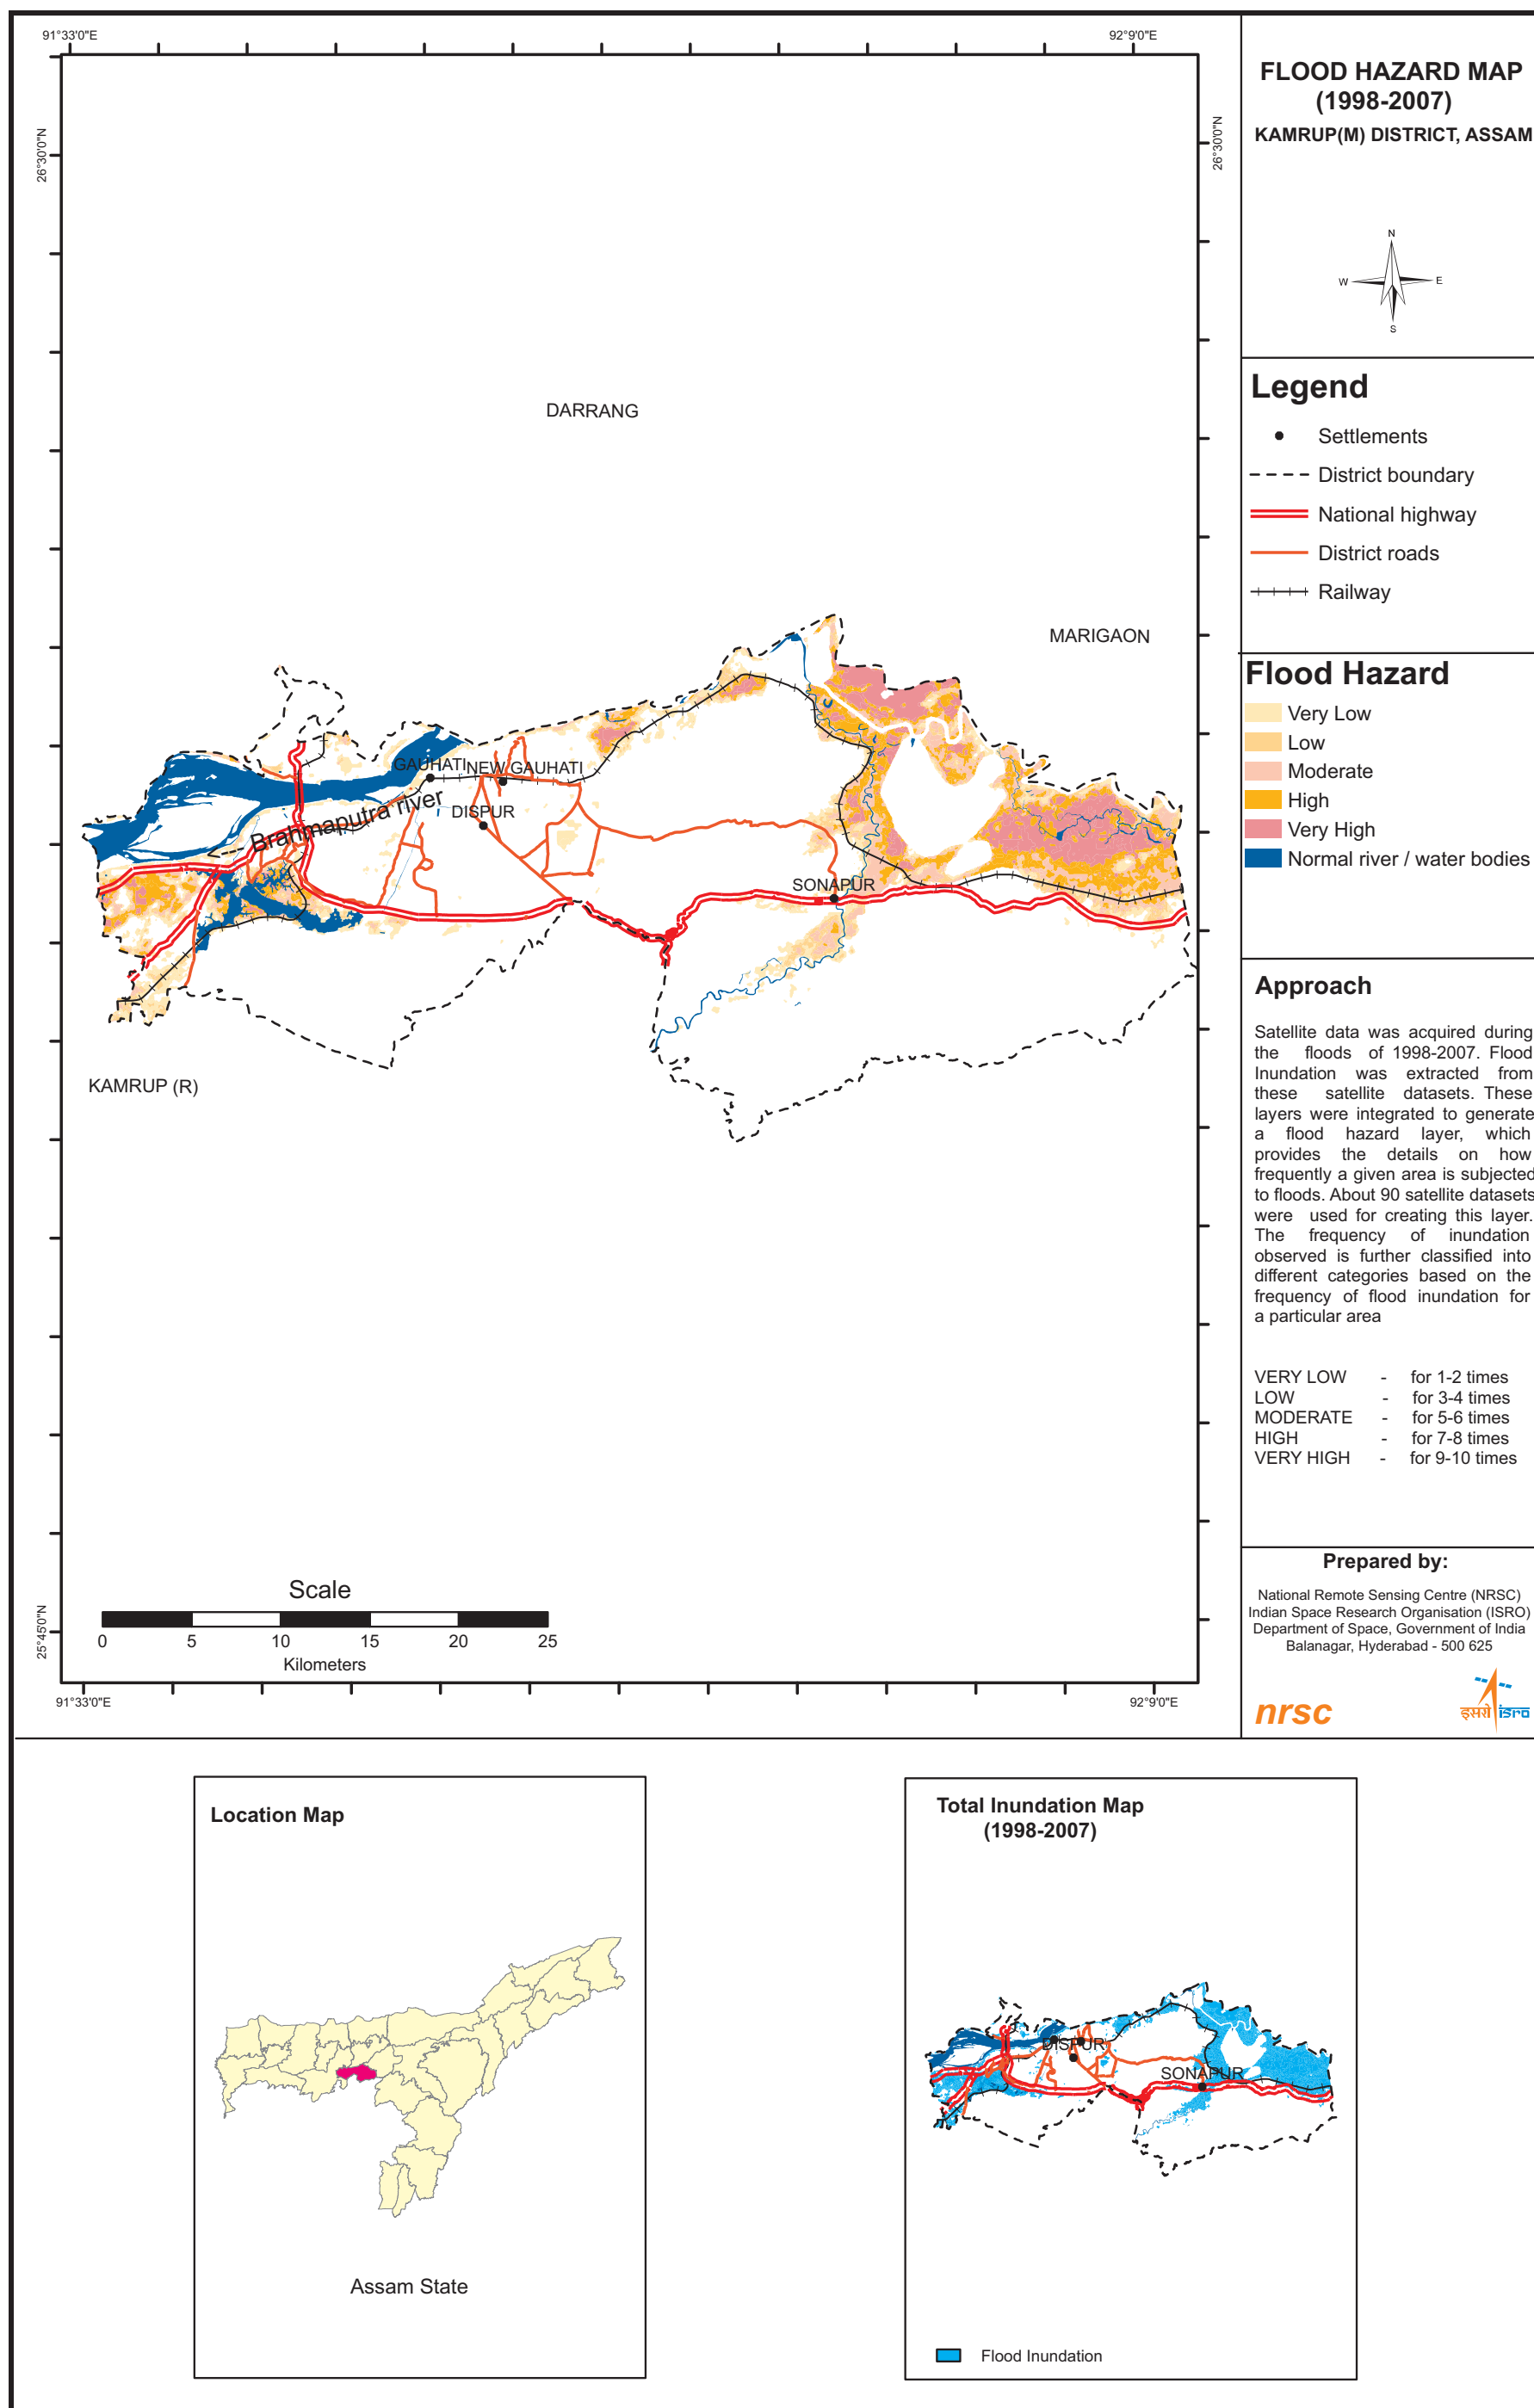 91°33'0"E
92°9'0"E
26°30'0"N
26°30'0"N
DARRANG
MARIGAON
GAUHATI
NEW GAUHATI
DISPUR
Brahmaputra river
SONAPUR
KAMRUP (R)
Scale
0 5 10 15 20 25
Kilometers
25°45'0"N
91°33'0"E
92°9'0"E
FLOOD HAZARD MAP
(1998-2007)
KAMRUP(M) DISTRICT, ASSAM
N
W
E
S
Legend
Settlements
District boundary
National highway
District roads
Railway
Flood Hazard
Very Low
Low
Moderate
High
Very High
Normal river / water bodies
Approach
Satellite data was acquired during
the floods of 1998-2007. Flood
Inundation was extracted from
these satellite datasets. These
layers were integrated to generate
a flood hazard layer, which
provides the details on how
frequently a given area is subjected
to floods. About 90 satellite datasets
were used for creating this layer.
The frequency of inundation
observed is further classified into
different categories based on the
frequency of flood inundation for
a particular area
VERY LOW - for 1-2 times
LOW - for 3-4 times
MODERATE - for 5-6 times
HIGH - for 7-8 times
VERY HIGH - for 9-10 times
Prepared by:
National Remote Sensing Centre (NRSC)
Indian Space Research Organisation (ISRO)
Department of Space, Government of India
Balanagar, Hyderabad - 500 625
nrsc
इसरो isro
Location Map
Assam State
Total Inundation Map
(1998-2007)
DISPUR
SONAPUR
Flood Inundation